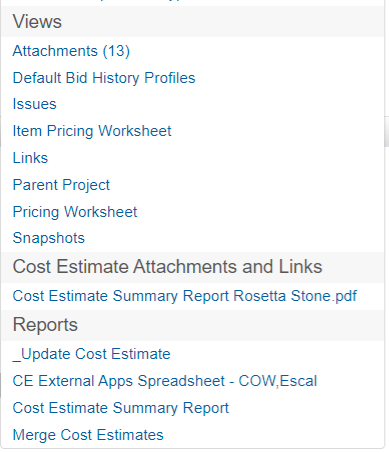 Views
Attachments (13)
Default Bid History Profiles
Issues
Item Pricing Worksheet
Links
Parent Project
Pricing Worksheet
Snapshots
Cost Estimate Attachments and Links
Cost Estimate Summary Report Rosetta Stone.pdf
Reports
_Update Cost Estimate
CE External Apps Spreadsheet - COW,Escal
Cost Estimate Summary Report
Merge Cost Estimates